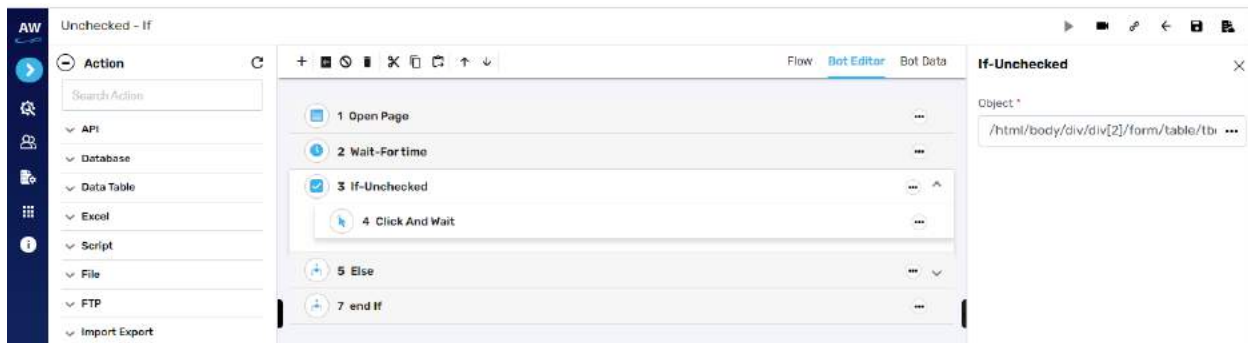 AW
Unchecked - If
Action
Search Action
API
Database
Data Table
Excel
Script
File
FTP
Import Export
Flow Bot Editor Bot Data
1 Open Page
2 Wait-For time
3 If-Unchecked
4 Click And Wait
5 Else
7 end If
If-Unchecked
Object *
/html/body/div/div[2]/form/table/tb